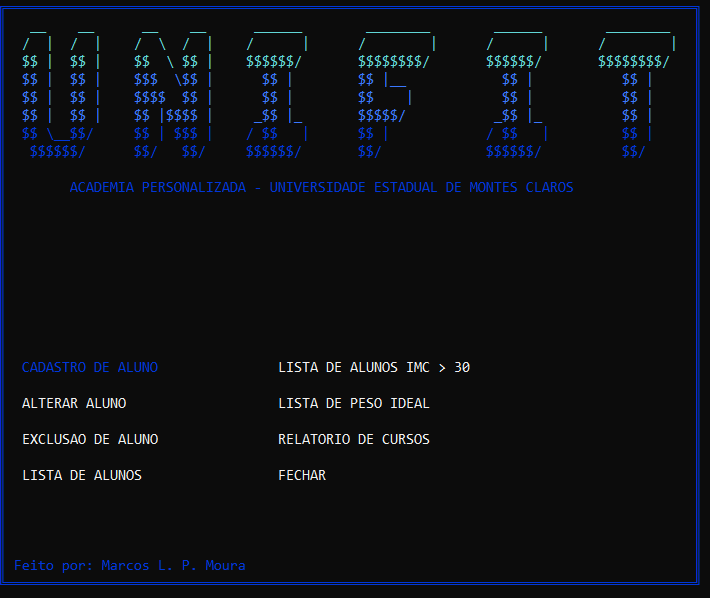 UNIFIT
ACADEMIA PERSONALIZADA - UNIVERSIDADE ESTADUAL DE MONTES CLAROS
CADASTRO DE ALUNO LISTA DE ALUNOS IMC > 30
ALTERAR ALUNO LISTA DE PESO IDEAL
EXCLUSAO DE ALUNO RELATORIO DE CURSOS
LISTA DE ALUNOS FECHAR
Feito por: Marcos L. P. Moura